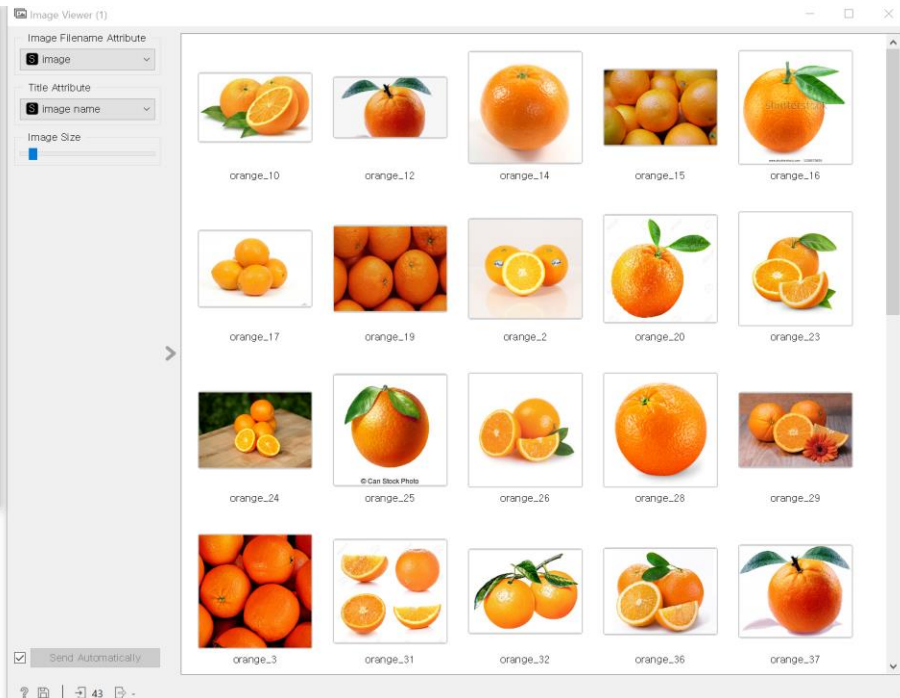 Image Viewer (1)
Image Filename Attribute
S image
Title Attribute
S image name
Image Size
Send Automatically
? | 43 -
orange_10
orange_12
orange_14
orange_15
shutterstock
orange_16
orange_17
orange_19
orange_2
orange_20
orange_23
orange_24
© Can Stock Photo
orange_25
orange_26
orange_28
orange_29
orange_3
orange_31
orange_32
orange_36
orange_37